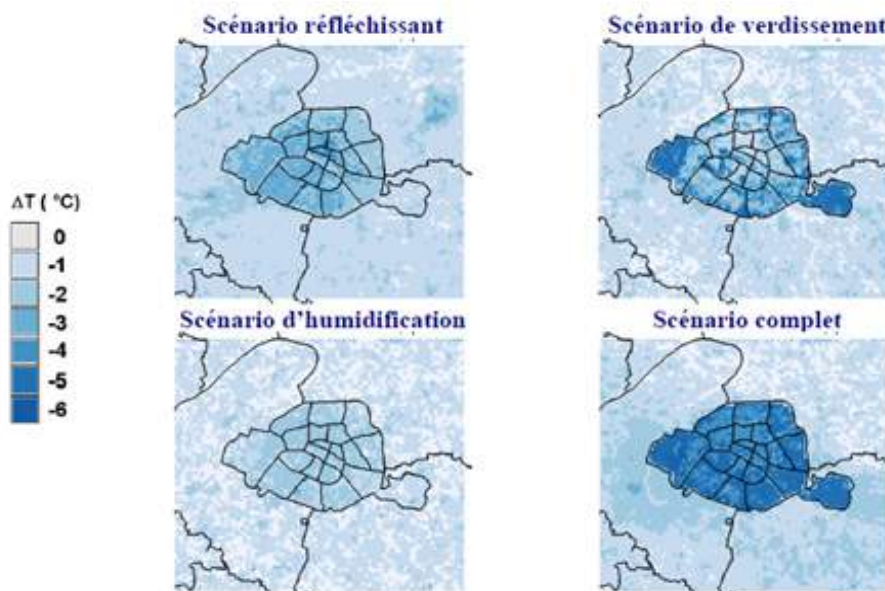 Scénario réfléchissant
Scénario de verdissement
ΔT ( °C)
0
-1
-2
-3
-4
-5
-6
Scénario d’humidification
Scénario complet